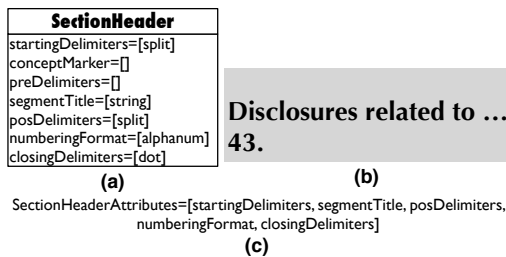 SectionHeader
startingDelimiters=[split]
conceptMarker=[]
preDelimiters=[]
segmentTitle=[string]
posDelimiters=[split]
numberingFormat=[alphanum]
closingDelimiters=[dot]
(a)
Disclosures related to …
43.
(b)
SectionHeaderAttributes=[startingDelimiters, segmentTitle, posDelimiters,
numberingFormat, closingDelimiters]
(c)